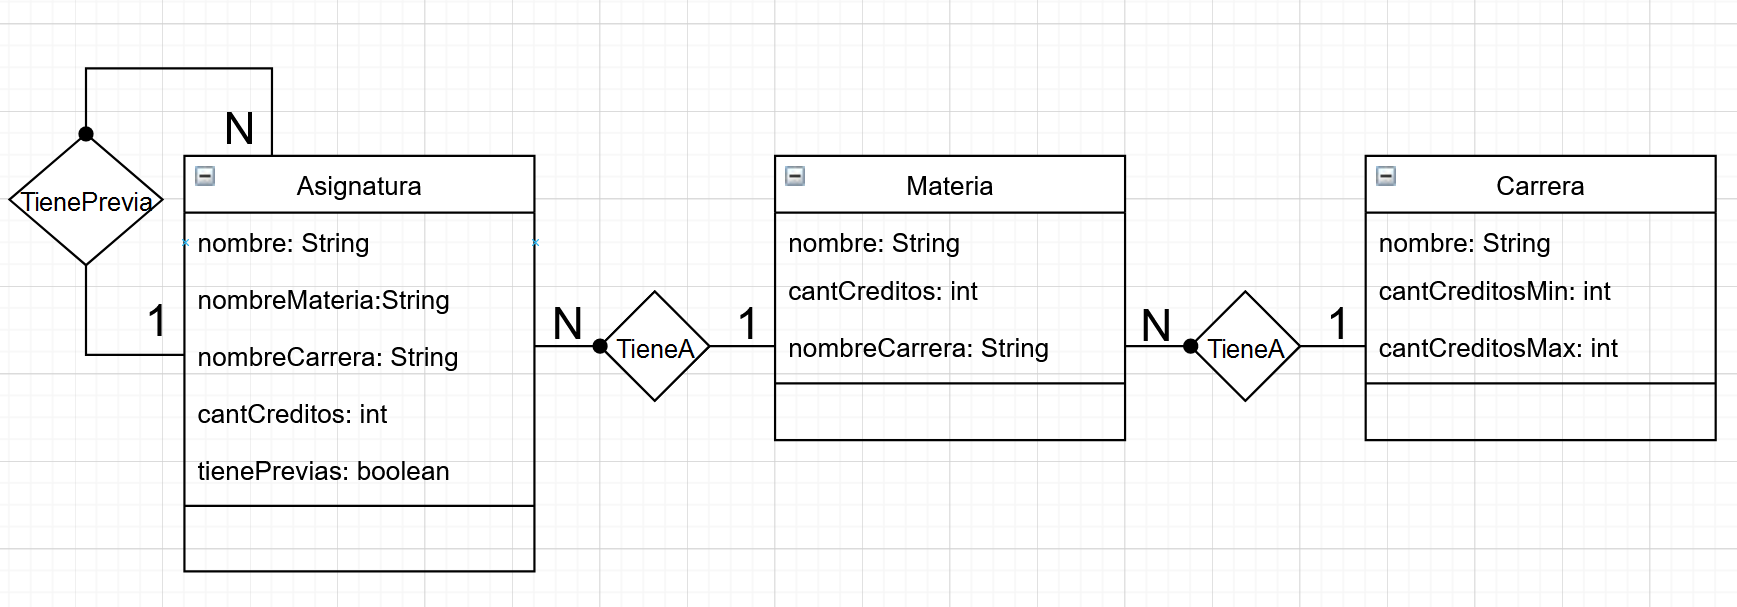 N
TienePrevia
1
Asignatura
nombre: String
nombreMateria:String
nombreCarrera: String
cantCreditos: int
tienePrevias: boolean
N
TieneA
1
Materia
nombre: String
cantCreditos: int
nombreCarrera: String
N
TieneA
1
Carrera
nombre: String
cantCreditosMin: int
cantCreditosMax: int